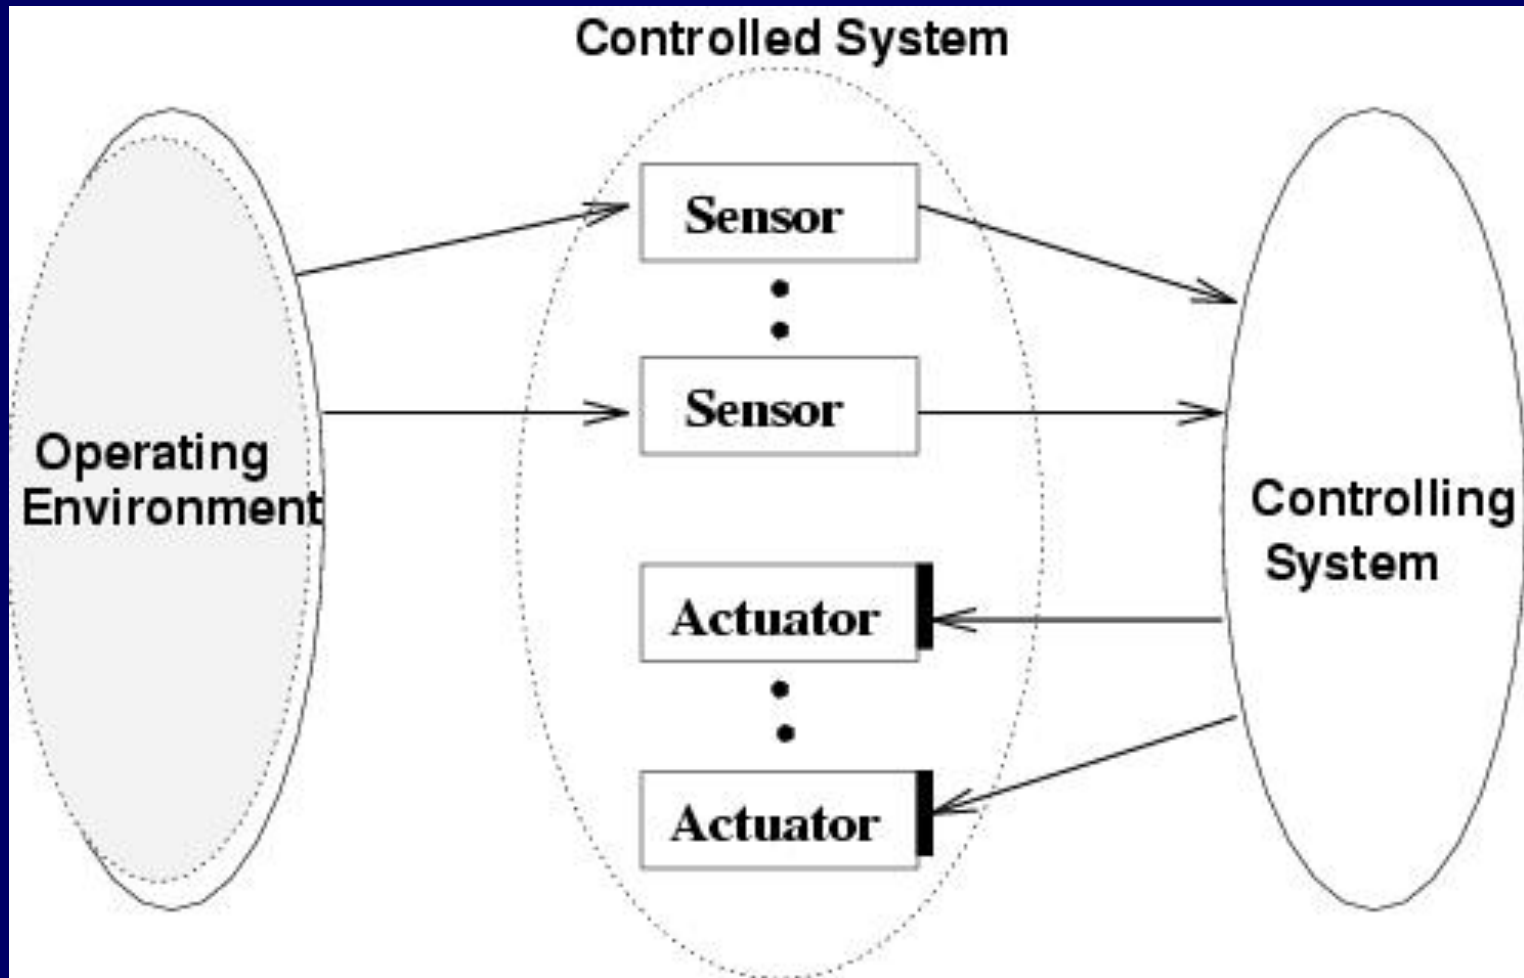 Controlled System
Sensor
Sensor
Operating
Environment
Controlling
System
Actuator
Actuator